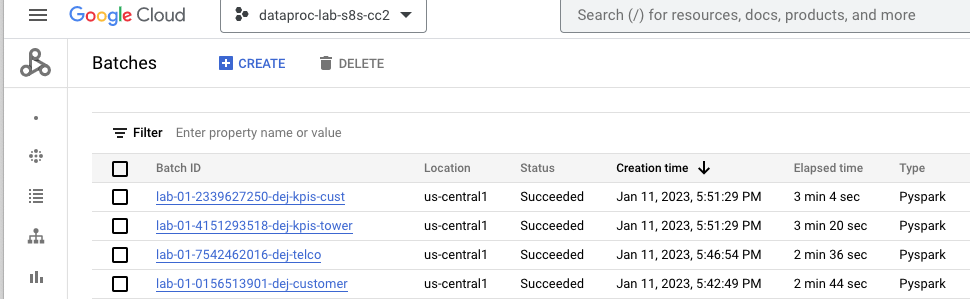 Google Cloud dataproc-lab-s8s-cc2 Search (/) for resources, docs, products, and more
Batches CREATE DELETE
Filter Enter property name or value
Batch ID Location Status Creation time Elapsed time Type
lab-01-2339627250-dej-kpis-cust us-central1 Succeeded Jan 11, 2023, 5:51:29 PM 3 min 4 sec Pyspark
lab-01-4151293518-dej-kpis-tower us-central1 Succeeded Jan 11, 2023, 5:51:29 PM 3 min 20 sec Pyspark
lab-01-7542462016-dej-telco us-central1 Succeeded Jan 11, 2023, 5:46:54 PM 2 min 36 sec Pyspark
lab-01-0156513901-dej-customer us-central1 Succeeded Jan 11, 2023, 5:42:49 PM 2 min 44 sec Pyspark